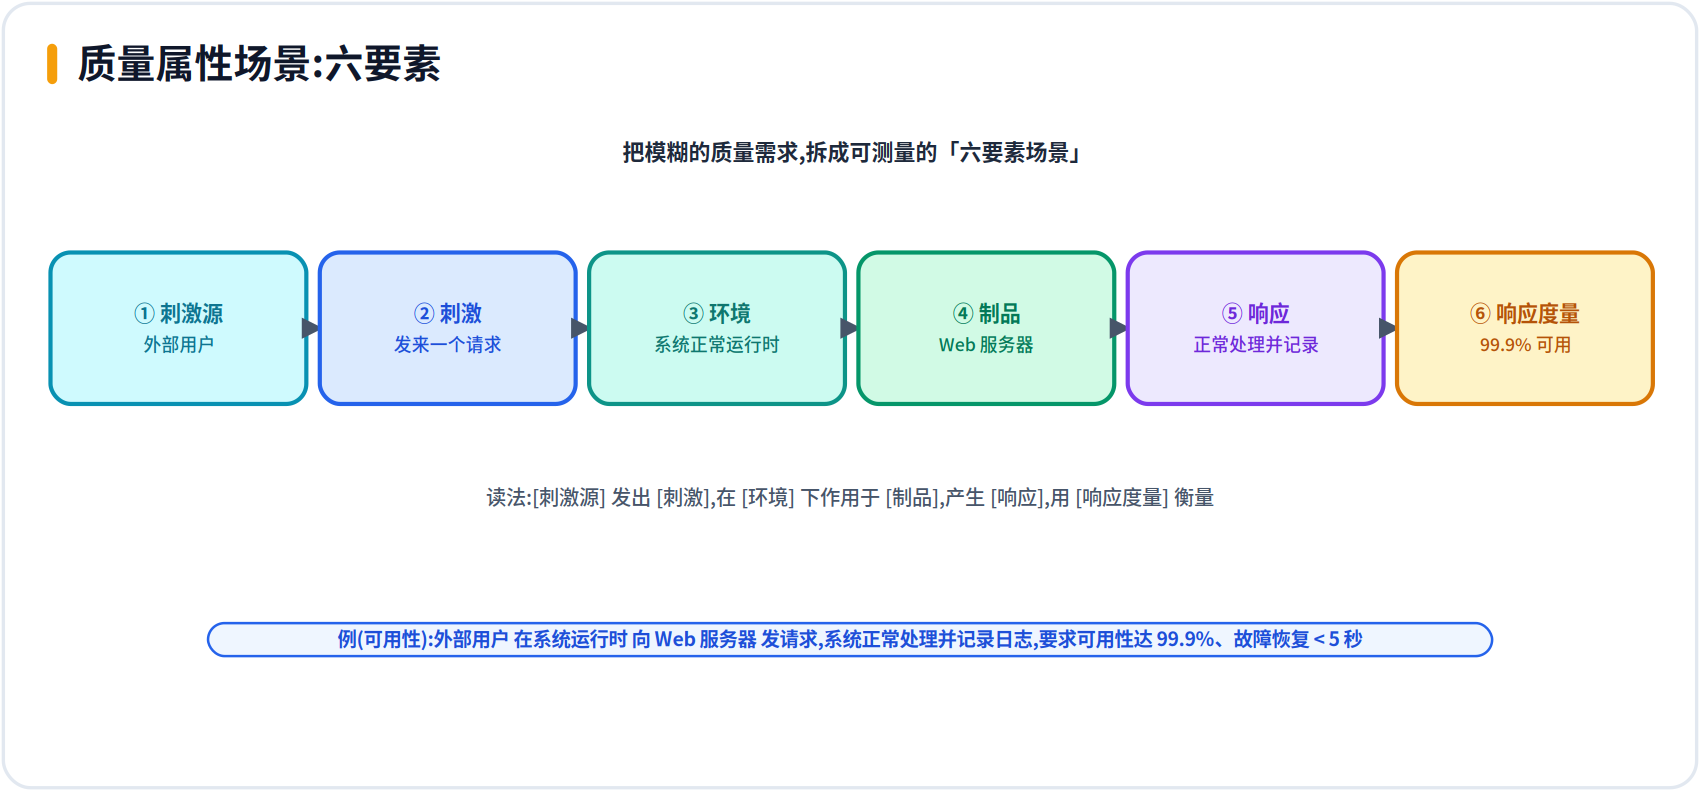 质量属性场景:六要素
把模糊的质量需求,拆成可测量的「六要素场景」
① 刺激源
外部用户
② 刺激
发来一个请求
③ 环境
系统正常运行时
④ 制品
Web 服务器
⑤ 响应
正常处理并记录
⑥ 响应度量
99.9% 可用
读法:[刺激源] 发出 [刺激],在 [环境] 下作用于 [制品],产生 [响应],用 [响应度量] 衡量
例(可用性):外部用户 在系统运行时 向 Web 服务器 发请求,系统正常处理并记录日志,要求可用性达 99.9%、故障恢复 < 5 秒